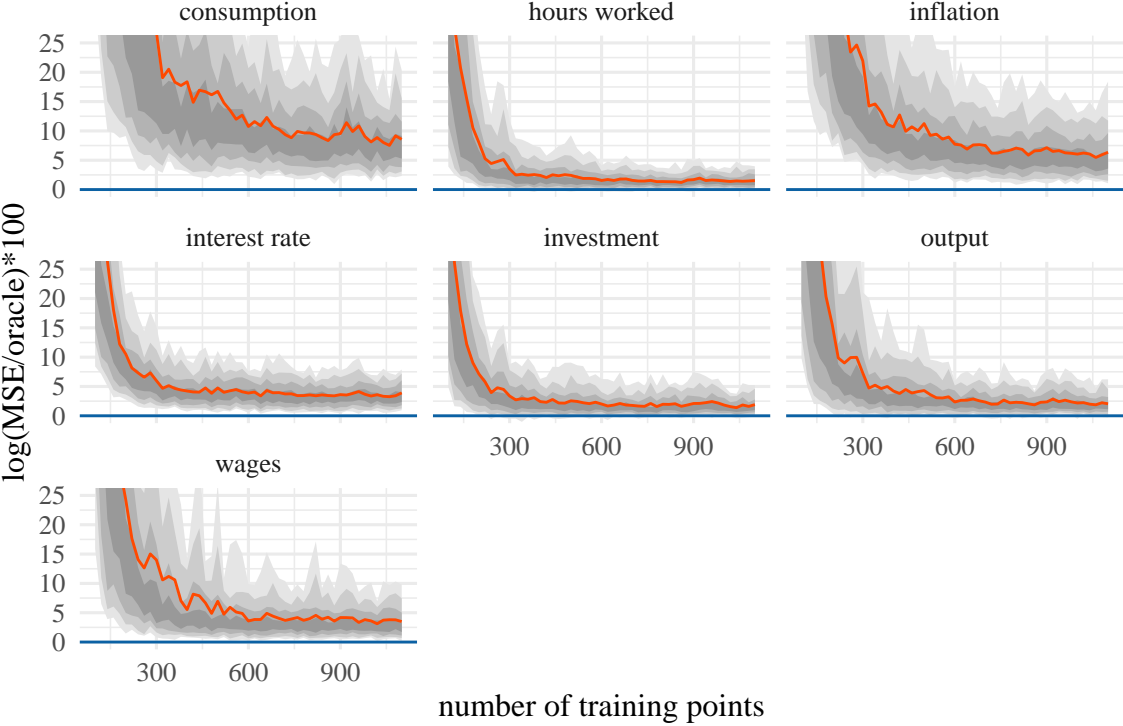 consumption
hours worked
inflation
25
20
15
10
5
0
interest rate
investment
output
25
20
15
10
5
0
300 600 900
300 600 900
wages
25
20
15
10
5
0
300 600 900
log(MSE/oracle)*100
number of training points